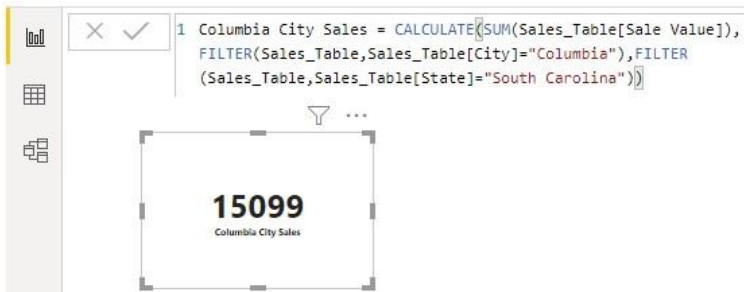 1 Columbia City Sales = CALCULATE(SUM(Sales_Table[Sale Value]),
FILTER(Sales_Table,Sales_Table[City]="Columbia"),FILTER
(Sales_Table,Sales_Table[State]="South Carolina"))
15099
Columbia City Sales